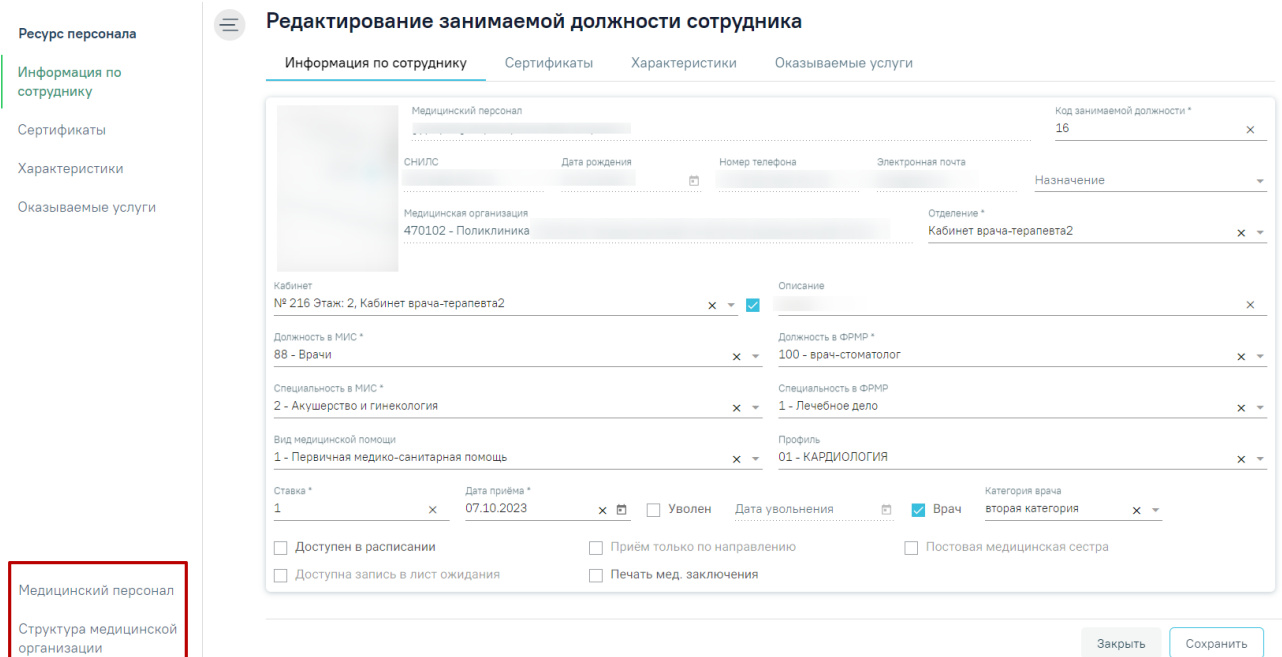 Ресурс персонала
Информация по
сотруднику
Сертификаты
Характеристики
Оказываемые услуги
Медицинский персонал
Структура медицинской
организации
Редактирование занимаемой должности сотрудника
Информация по сотруднику Сертификаты Характеристики Оказываемые услуги
Медицинский персонал Код занимаемой должности *
16
СНИЛС Дата рождения Номер телефона Электронная почта
Назначение
Медицинская организация Отделение *
470102 - Поликлиника Кабинет врача-терапевта2
Кабинет Описание
№ 216 Этаж: 2, Кабинет врача-терапевта2
Должность в МИС * Должность в ФРМР *
88 - Врачи 100 - врач-стоматолог
Специальность в МИС * Специальность в ФРМР
2 - Акушерство и гинекология 1 - Лечебное дело
Вид медицинской помощи Профиль
1 - Первичная медико-санитарная помощь 01 - КАРДИОЛОГИЯ
Ставка * Дата приёма * Категория врача
1 07.10.2023 Уволен Дата увольнения Врач вторая категория
Доступен в расписании Приём только по направлению Постовая медицинская сестра
Доступна запись в лист ожидания Печать мед. заключения
Закрыть Сохранить